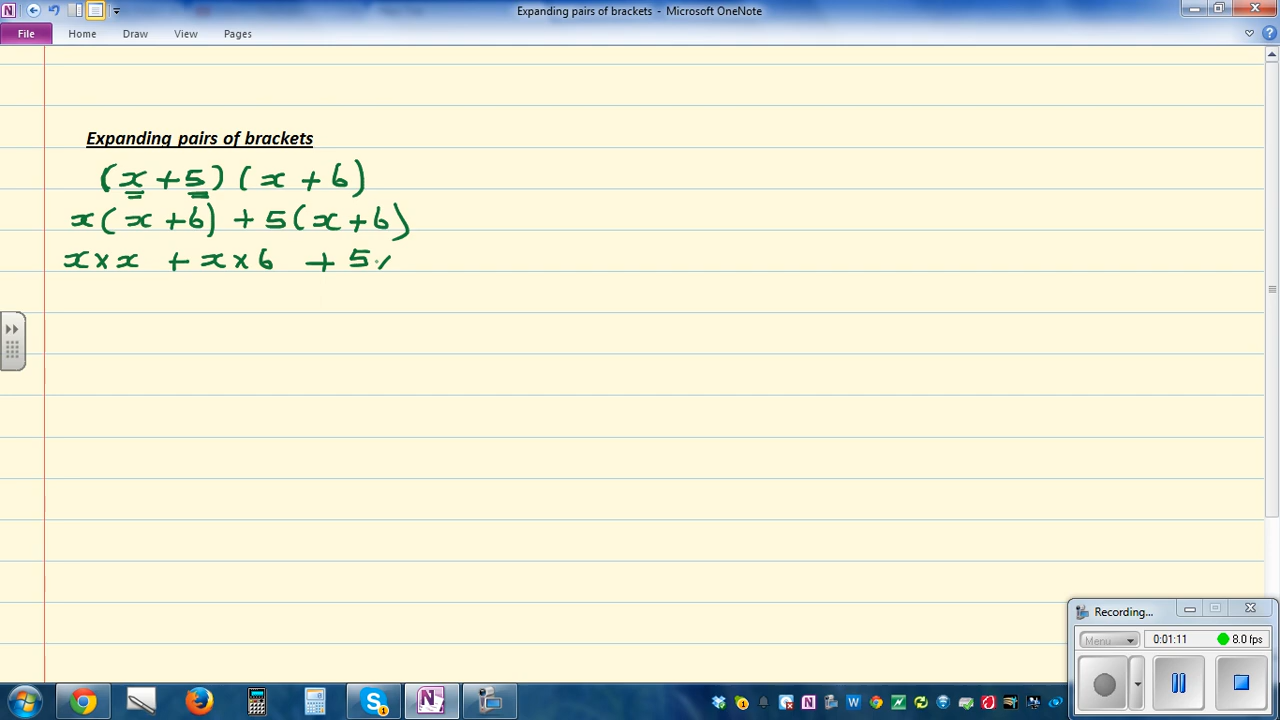 Expanding pairs of brackets - Microsoft OneNote
File Home Draw View Pages
Expanding pairs of brackets
(x + 5) (x + 6)
x(x + 6) + 5(x + 6)
x × x + x × 6 + 5
Recording...
Menu 0:01:11 8.0 fps